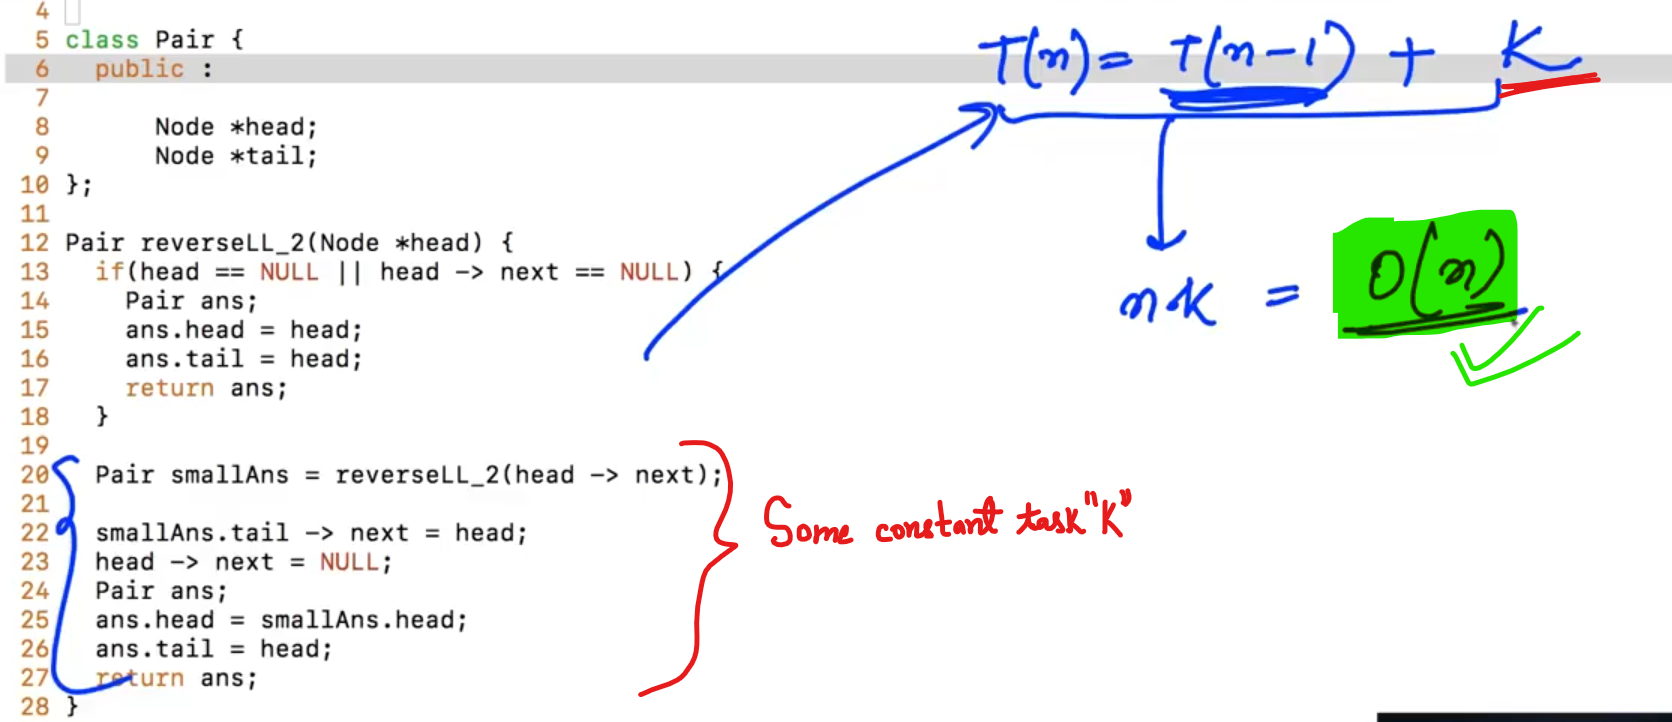 4
5 class Pair {
6 public :
7
8 Node *head;
9 Node *tail;
10 };
11
12 Pair reverseLL_2(Node *head) {
13 if(head == NULL || head -> next == NULL) {
14 Pair ans;
15 ans.head = head;
16 ans.tail = head;
17 return ans;
18 }
19
20 Pair smallAns = reverseLL_2(head -> next);
21
22 smallAns.tail -> next = head;
23 head -> next = NULL;
24 Pair ans;
25 ans.head = smallAns.head;
26 ans.tail = head;
27 return ans;
28 }
T(n) = T(n-1) + K
n*K = O(n)
Some constant task "K"